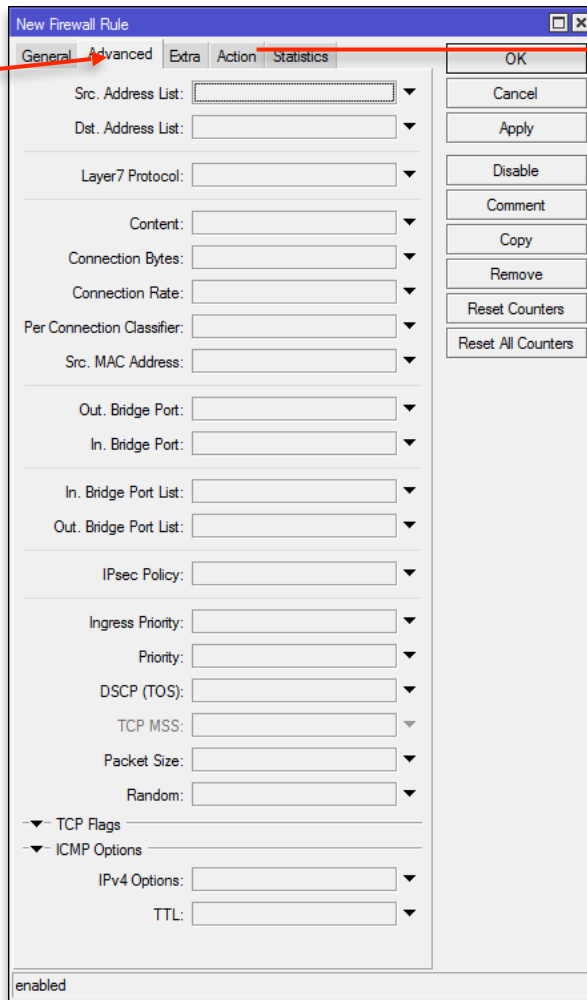 New Firewall Rule
General Advanced Extra Action Statistics
OK
Src. Address List:
Cancel
Dst. Address List:
Apply
Layer7 Protocol:
Disable
Comment
Content:
Copy
Connection Bytes:
Remove
Connection Rate:
Reset Counters
Per Connection Classifier:
Reset All Counters
Src. MAC Address:
Out. Bridge Port:
In. Bridge Port:
In. Bridge Port List:
Out. Bridge Port List:
IPsec Policy:
Ingress Priority:
Priority:
DSCP (TOS):
TCP MSS:
Packet Size:
Random:
TCP Flags
ICMP Options
IPv4 Options:
TTL:
enabled